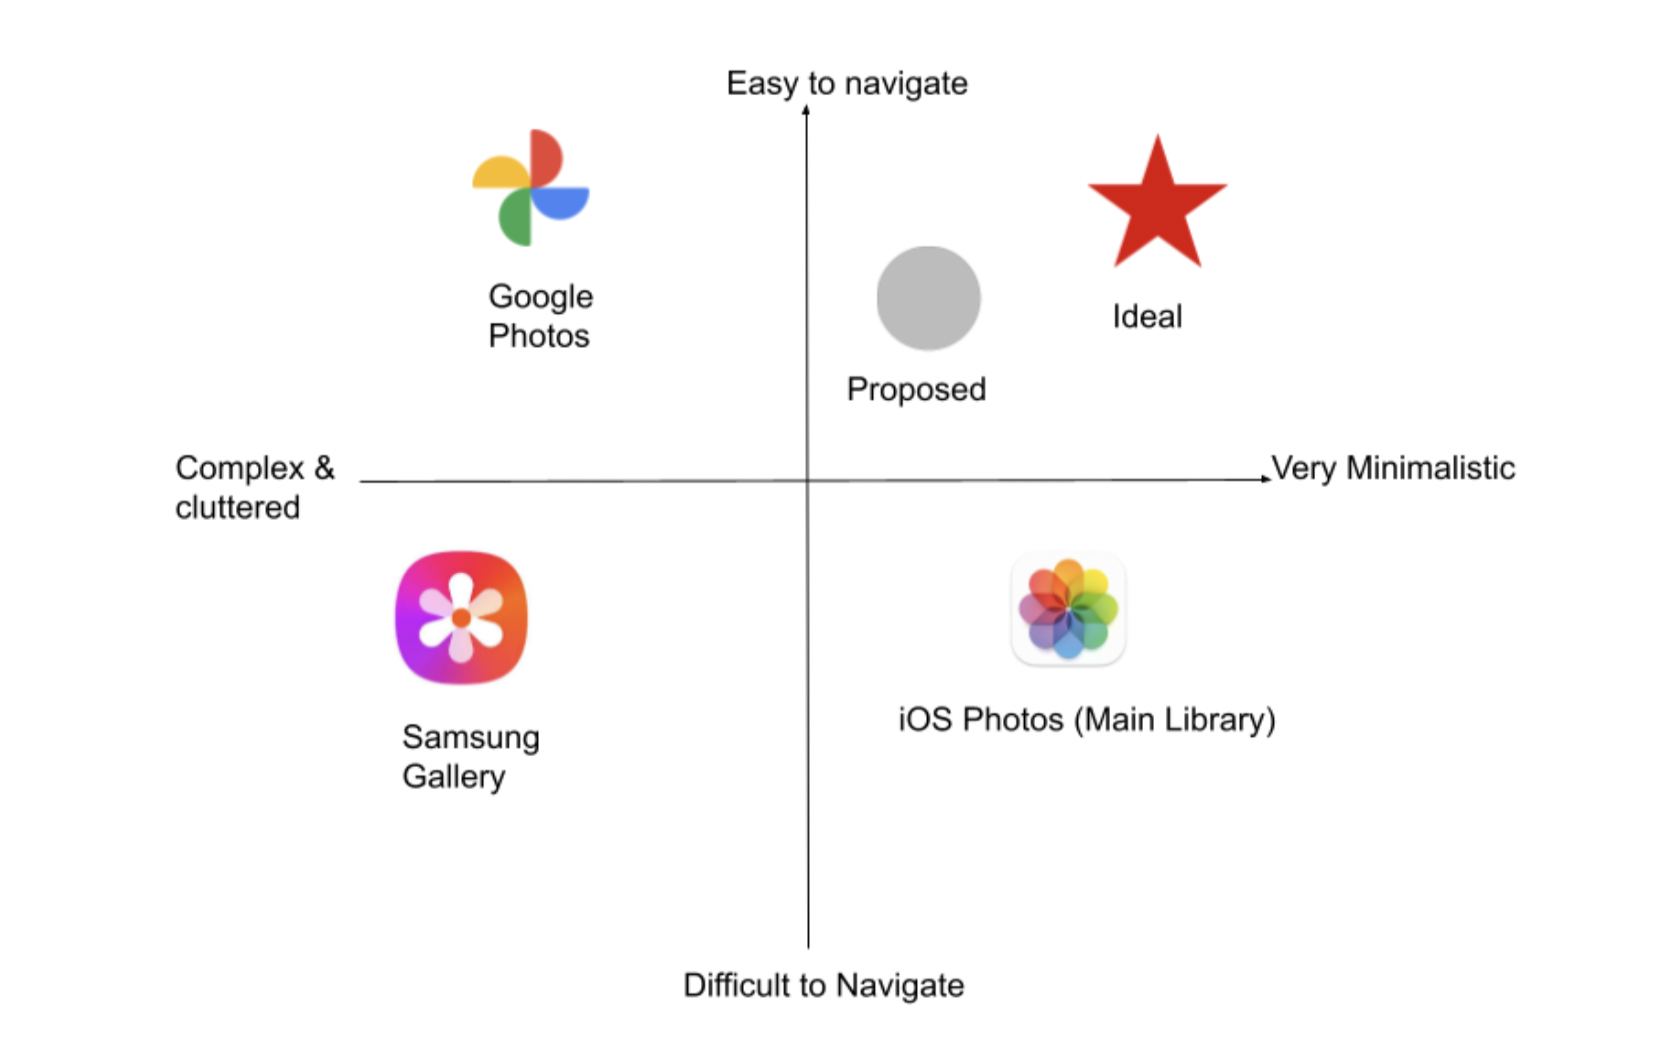 Easy to navigate
Google
Photos
Ideal
Proposed
Complex &
cluttered
Very Minimalistic
iOS Photos (Main Library)
Samsung
Gallery
Difficult to Navigate